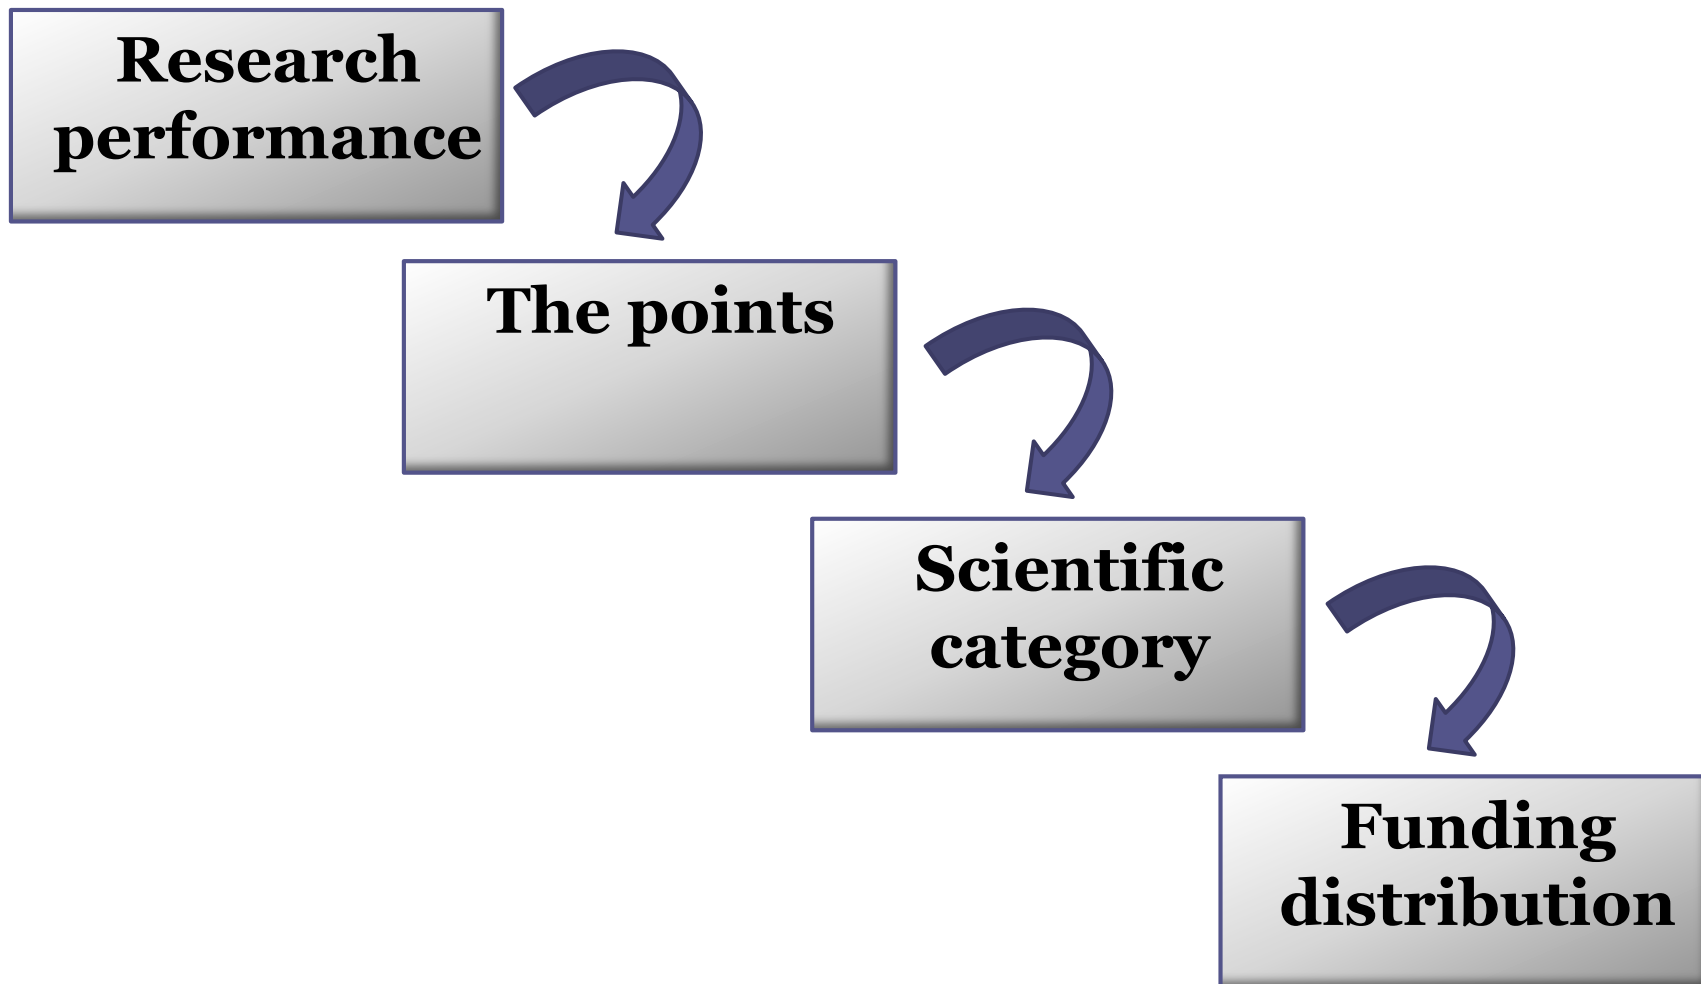 Research
performance
The points
Scientific
category
Funding
distribution